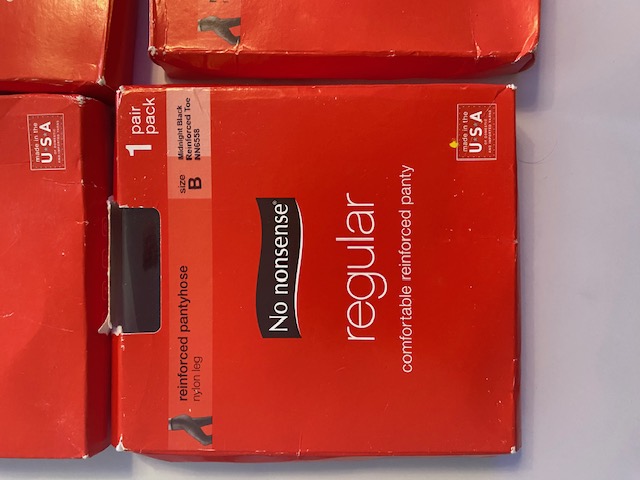 1 pair
pack
size
B
Midnight Black
Reinforced Toe
NN6558
reinforced pantyhose
nylon leg
No nonsense®
regular
comfortable reinforced panty
made in the
USA
made in the
USA